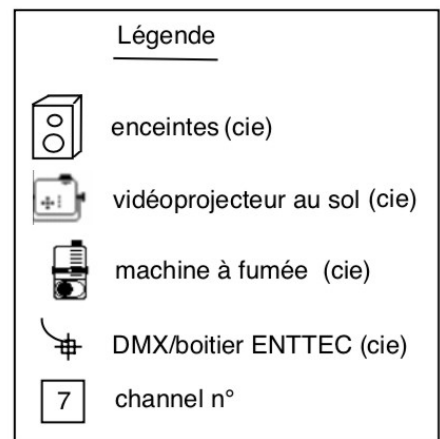 Légende
enceintes (cie)
vidéoprojecteur au sol (cie)
machine à fumée (cie)
DMX/boitier ENTTEC (cie)
7 channel n°